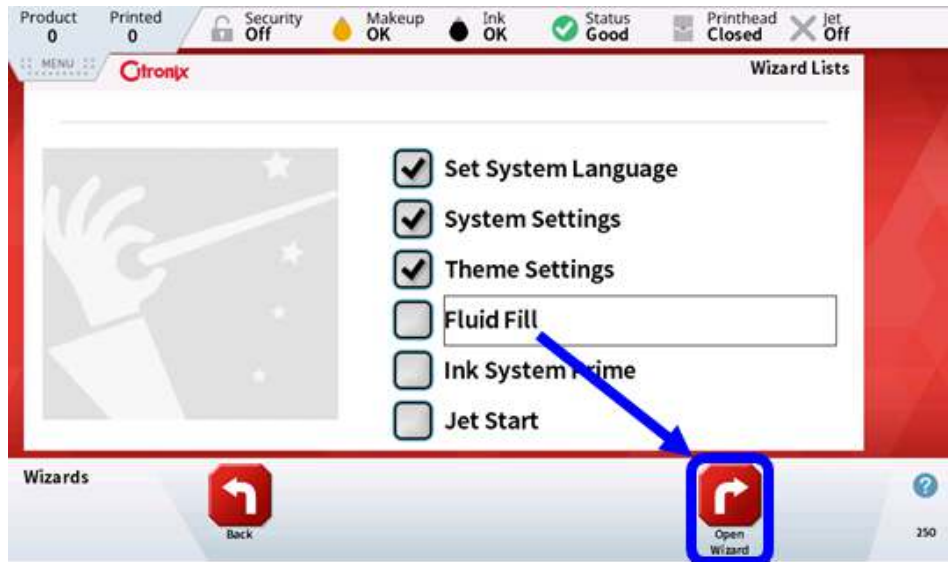 Product Printed Security Makeup Ink Status Printhead Jet
0 0 Off OK OK Good Closed Off
MENU Citronix Wizard Lists
Set System Language
System Settings
Theme Settings
Fluid Fill
Ink System Prime
Jet Start
Wizards
Back
Open
Wizard
250